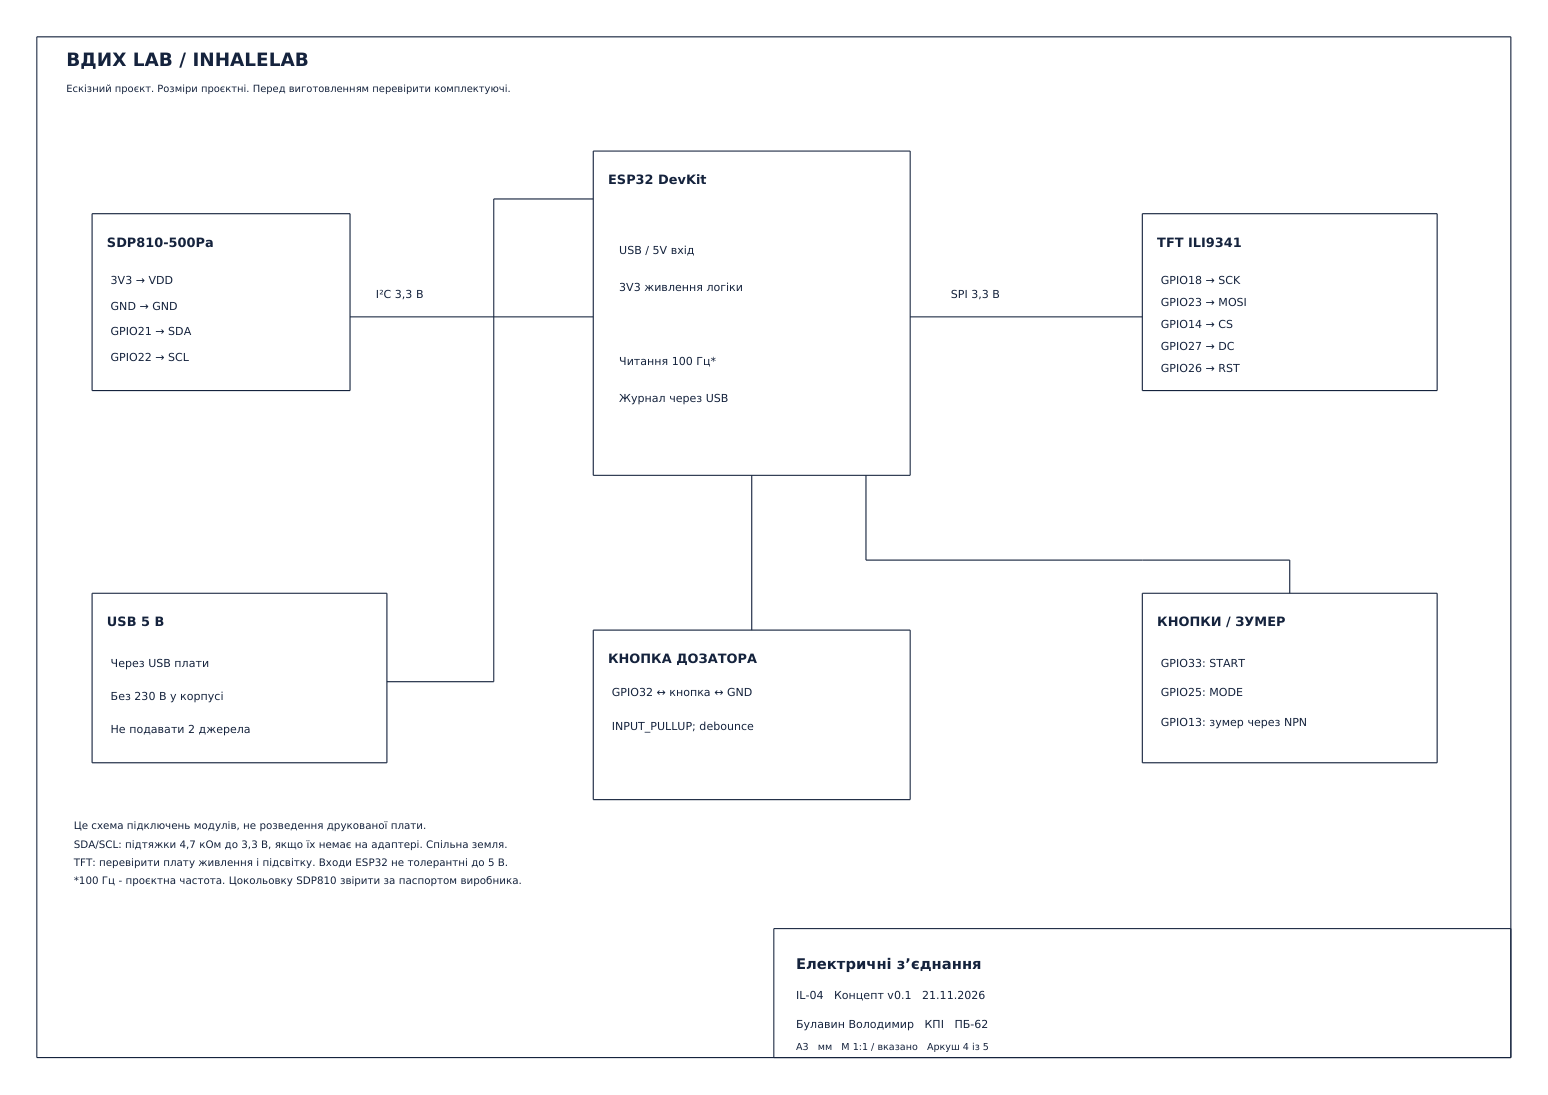 ВДИХ LAB / INHALELAB
Ескізний проєкт. Розміри проєктні. Перед виготовленням перевірити комплектуючі.
SDP810-500Pa
3V3 → VDD
GND → GND
GPIO21 → SDA
GPIO22 → SCL
I²C 3,3 В
ESP32 DevKit
USB / 5V вхід
3V3 живлення логіки
Читання 100 Гц*
Журнал через USB
SPI 3,3 В
TFT ILI9341
GPIO18 → SCK
GPIO23 → MOSI
GPIO14 → CS
GPIO27 → DC
GPIO26 → RST
USB 5 В
Через USB плати
Без 230 В у корпусі
Не подавати 2 джерела
КНОПКА ДОЗАТОРА
GPIO32 ↔ кнопка ↔ GND
INPUT_PULLUP; debounce
КНОПКИ / ЗУМЕР
GPIO33: START
GPIO25: MODE
GPIO13: зумер через NPN
Це схема підключень модулів, не розведення друкованої плати.
SDA/SCL: підтяжки 4,7 кОм до 3,3 В, якщо їх немає на адаптері. Спільна земля.
TFT: перевірити плату живлення і підсвітку. Входи ESP32 не толерантні до 5 В.
*100 Гц - проєктна частота. Цокольовку SDP810 звірити за паспортом виробника.
Електричні з’єднання
IL-04 Концепт v0.1 21.11.2026
Булавин Володимир КПІ ПБ-62
А3 мм М 1:1 / вказано Аркуш 4 із 5